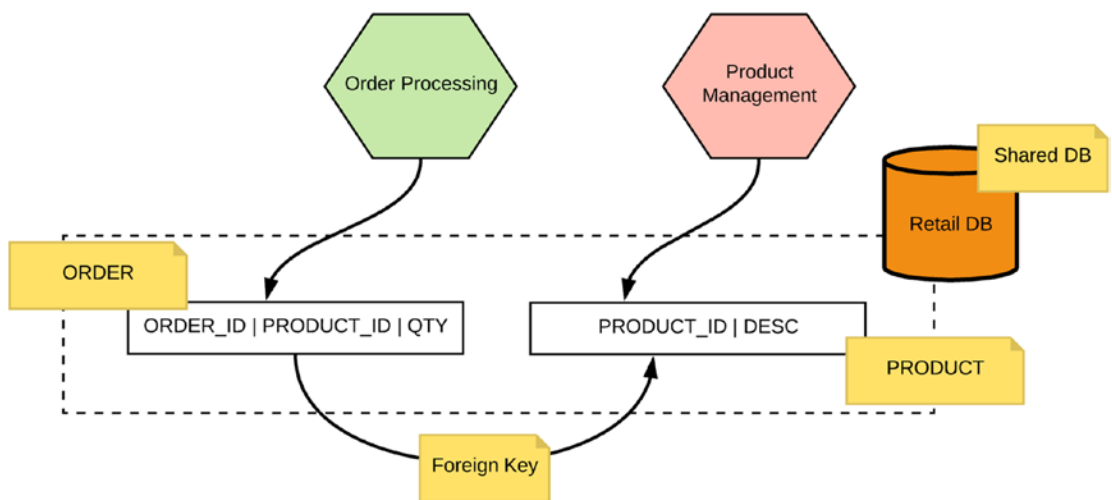 Order Processing
Product
Management
Shared DB
Retail DB
ORDER
ORDER_ID | PRODUCT_ID | QTY
PRODUCT_ID | DESC
PRODUCT
Foreign Key